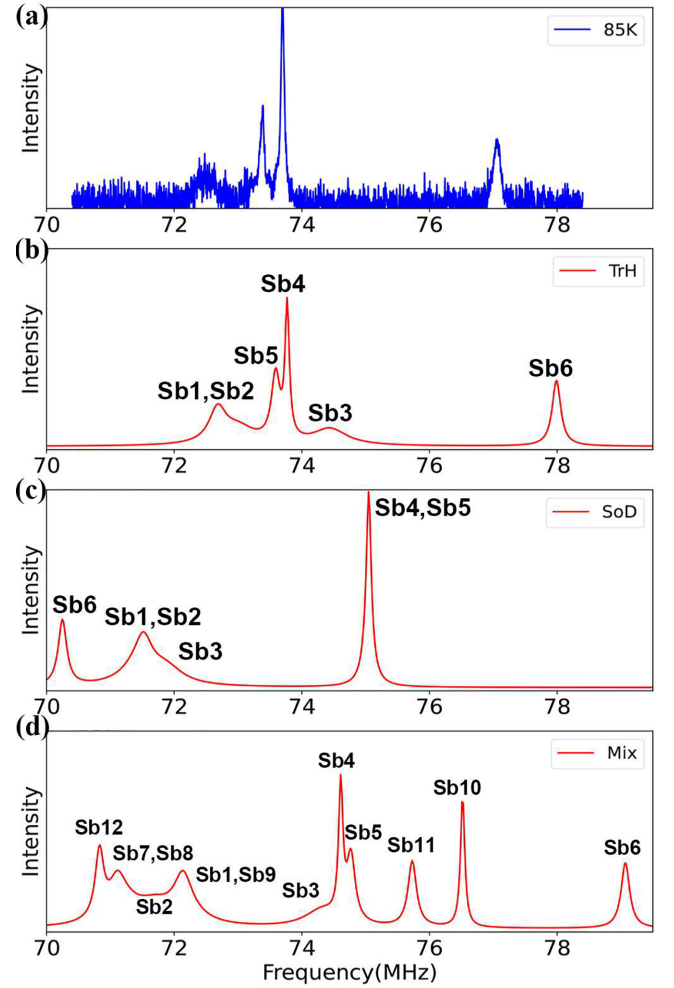 (a)
85K
Intensity
70 72 74 76 78
(b)
TrH
Sb4
Sb5
Sb6
Sb1,Sb2
Sb3
Intensity
70 72 74 76 78
(c)
SoD
Sb4,Sb5
Sb6
Sb1,Sb2
Sb3
Intensity
70 72 74 76 78
(d)
Mix
Sb4
Sb10
Sb12
Sb5
Sb11
Sb6
Sb7,Sb8
Sb1,Sb9
Sb3
Sb2
Intensity
70 72 74 76 78
Frequency(MHz)